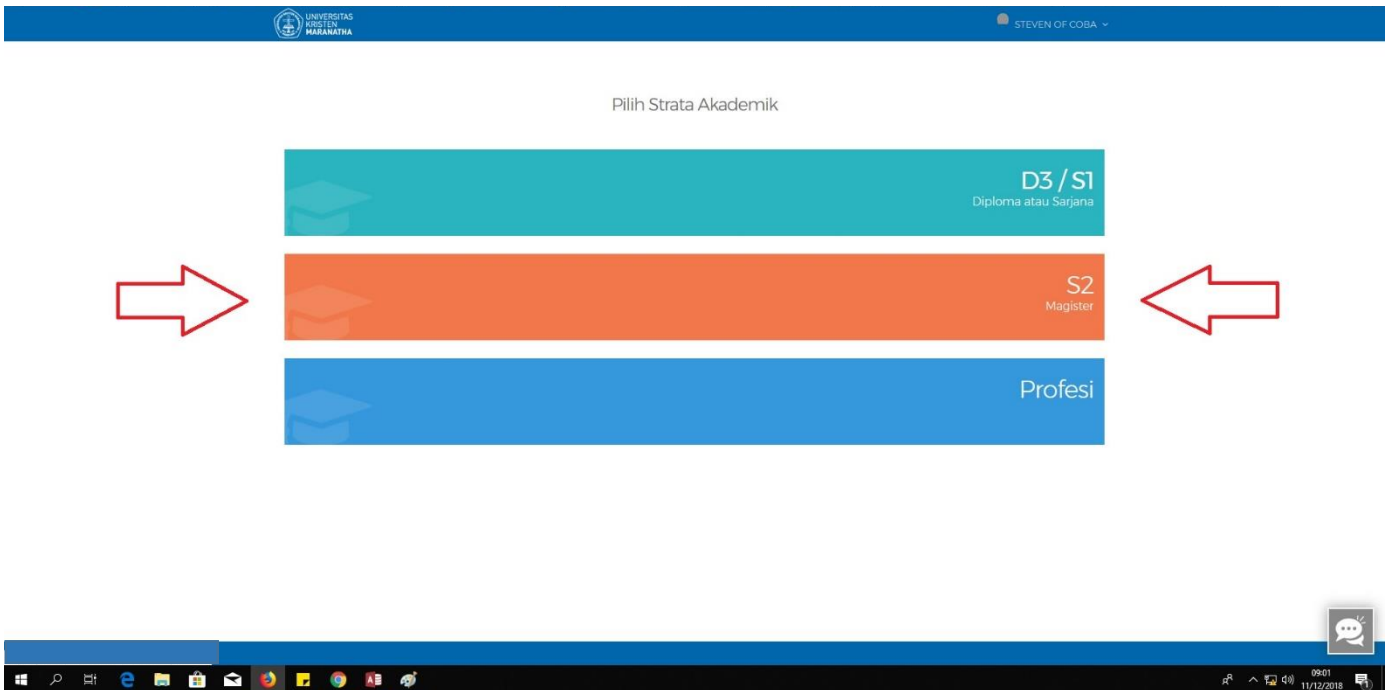 UNIVERSITAS
KRISTEN
MARANATHA
STEVEN OF COBA
Pilih Strata Akademik
D3 / S1
Diploma atau Sarjana
S2
Magister
Profesi
09:01
11/12/2018